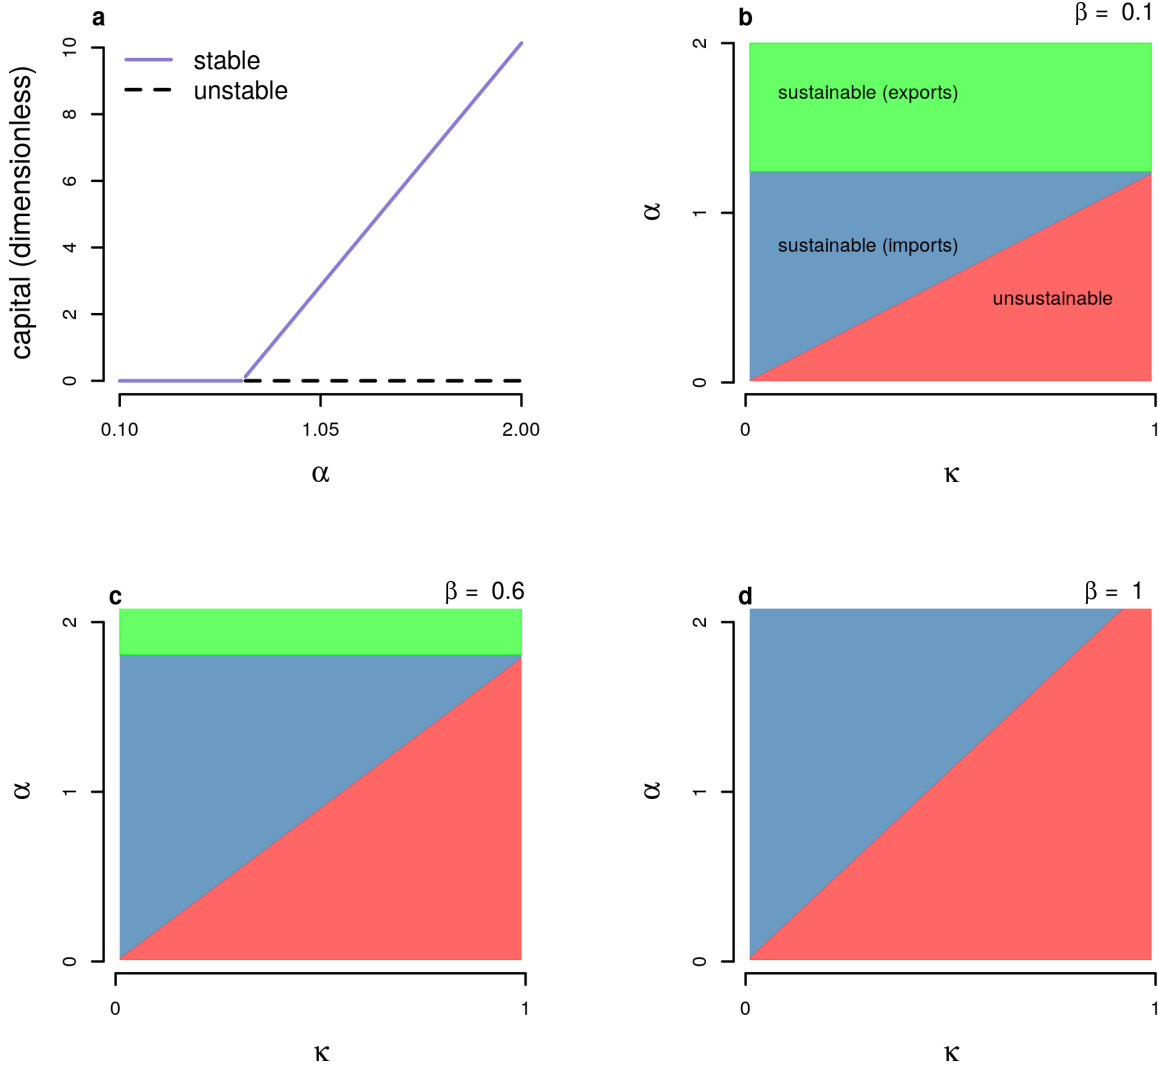 a
stable
unstable
capital (dimensionless)
10
8
6
4
2
0
0.10 1.05 2.00
α
b
β = 0.1
sustainable (exports)
sustainable (imports)
unsustainable
α
2
1
0
0 1
κ
c
β = 0.6
α
2
1
0
0 1
κ
d
β = 1
α
2
1
0
0 1
κ